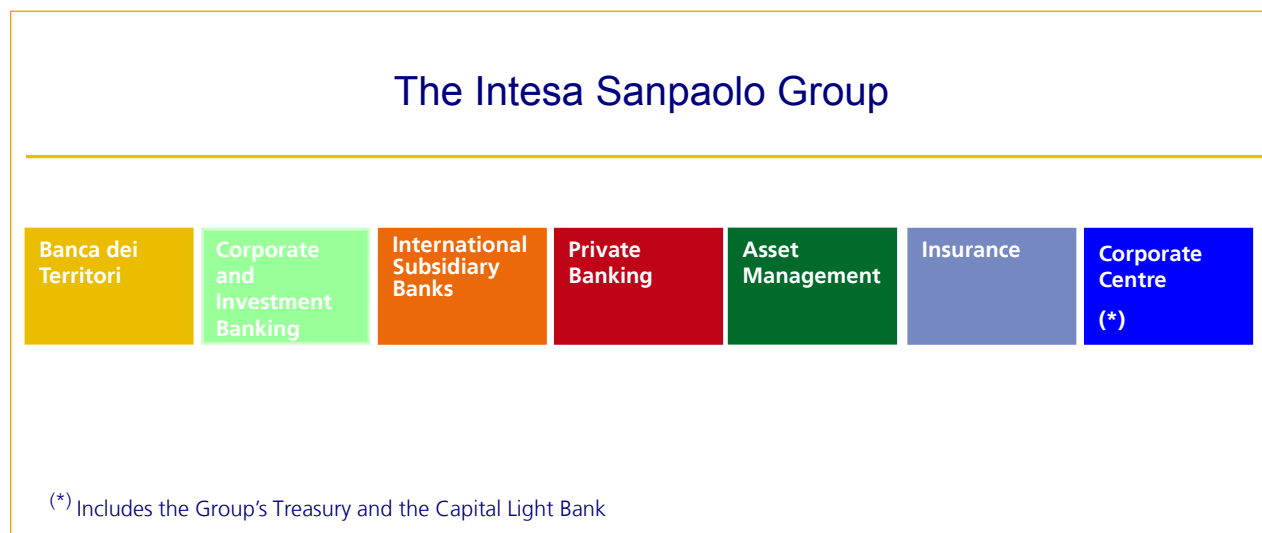 The Intesa Sanpaolo Group
Banca dei
Territori
Corporate
and
Investment
Banking
International
Subsidiary
Banks
Private
Banking
Asset
Management
Insurance
Corporate
Centre
(*)
(*) Includes the Group’s Treasury and the Capital Light Bank